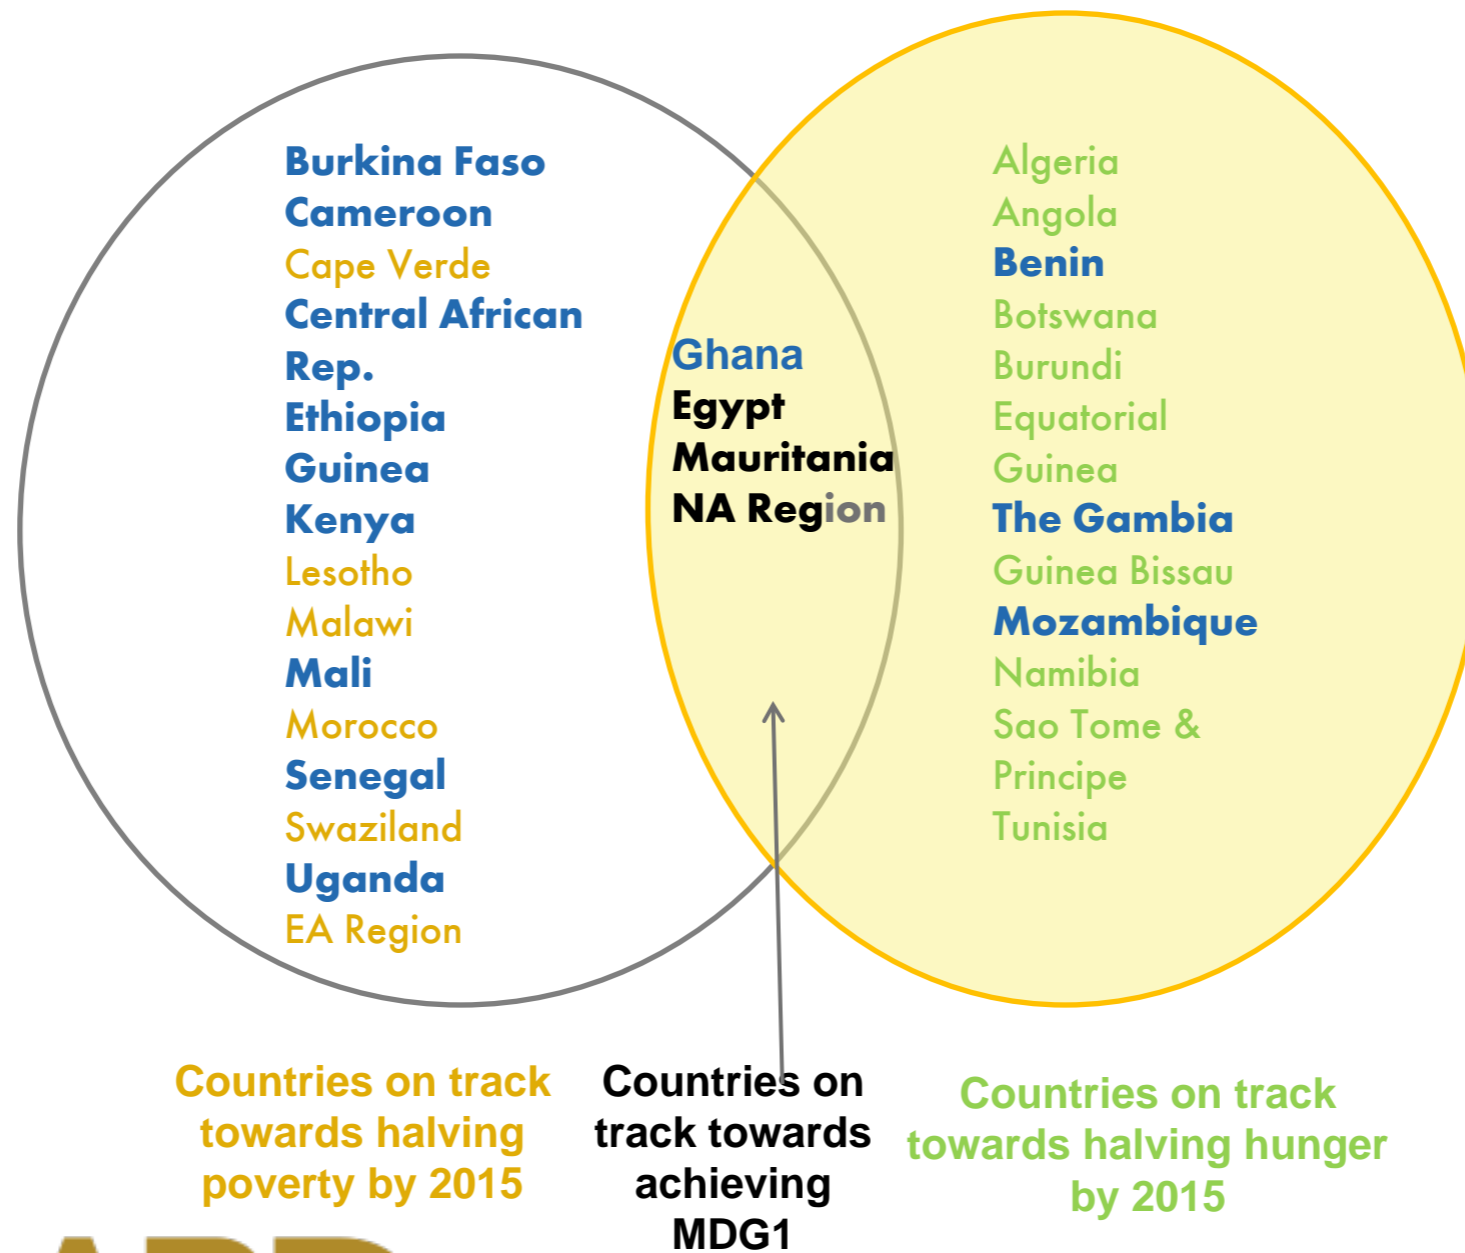 Burkina Faso
Cameroon
Cape Verde
Central African
Rep.
Ethiopia
Guinea
Kenya
Lesotho
Malawi
Mali
Morocco
Senegal
Swaziland
Uganda
EA Region
Ghana
Egypt
Mauritania
NA Region
Algeria
Angola
Benin
Botswana
Burundi
Equatorial
Guinea
The Gambia
Guinea Bissau
Mozambique
Namibia
Sao Tome &
Principe
Tunisia
Countries on track
towards halving
poverty by 2015
Countries on
track towards
achieving
MDG1
Countries on track
towards halving hunger
by 2015